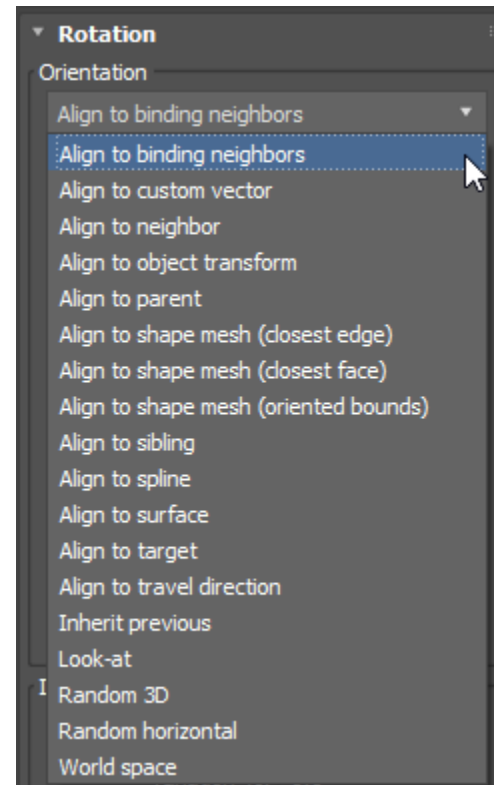 Rotation
Orientation
Align to binding neighbors
Align to binding neighbors
Align to custom vector
Align to neighbor
Align to object transform
Align to parent
Align to shape mesh (closest edge)
Align to shape mesh (closest face)
Align to shape mesh (oriented bounds)
Align to sibling
Align to spline
Align to surface
Align to target
Align to travel direction
Inherit previous
Look-at
Random 3D
Random horizontal
World space